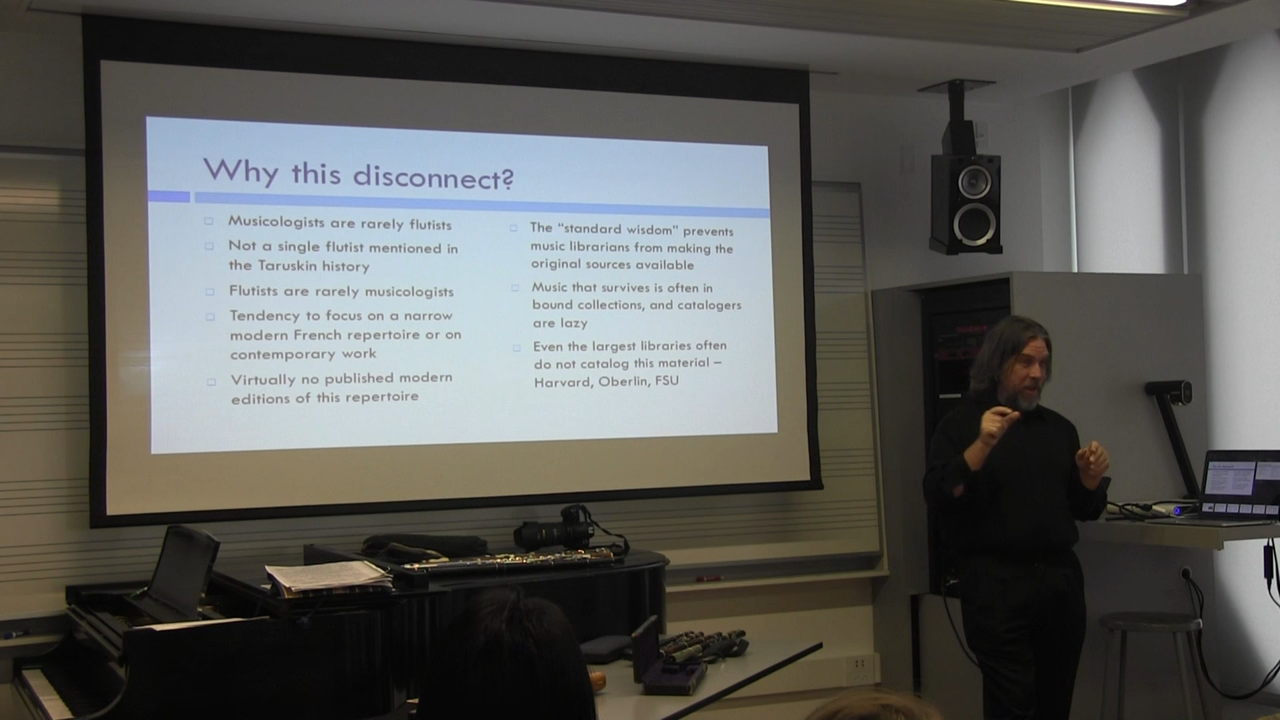 Why this disconnect?
Musicologists are rarely flutists
Not a single flutist mentioned in
the Taruskin history
Flutists are rarely musicologists
Tendency to focus on a narrow
modern French repertoire or on
contemporary work
Virtually no published modern
editions of this repertoire
The "standard wisdom" prevents
music librarians from making the
original sources available
Music that survives is often in
bound collections, and catalogers
are lazy
Even the largest libraries often
do not catalog this material –
Harvard, Oberlin, FSU